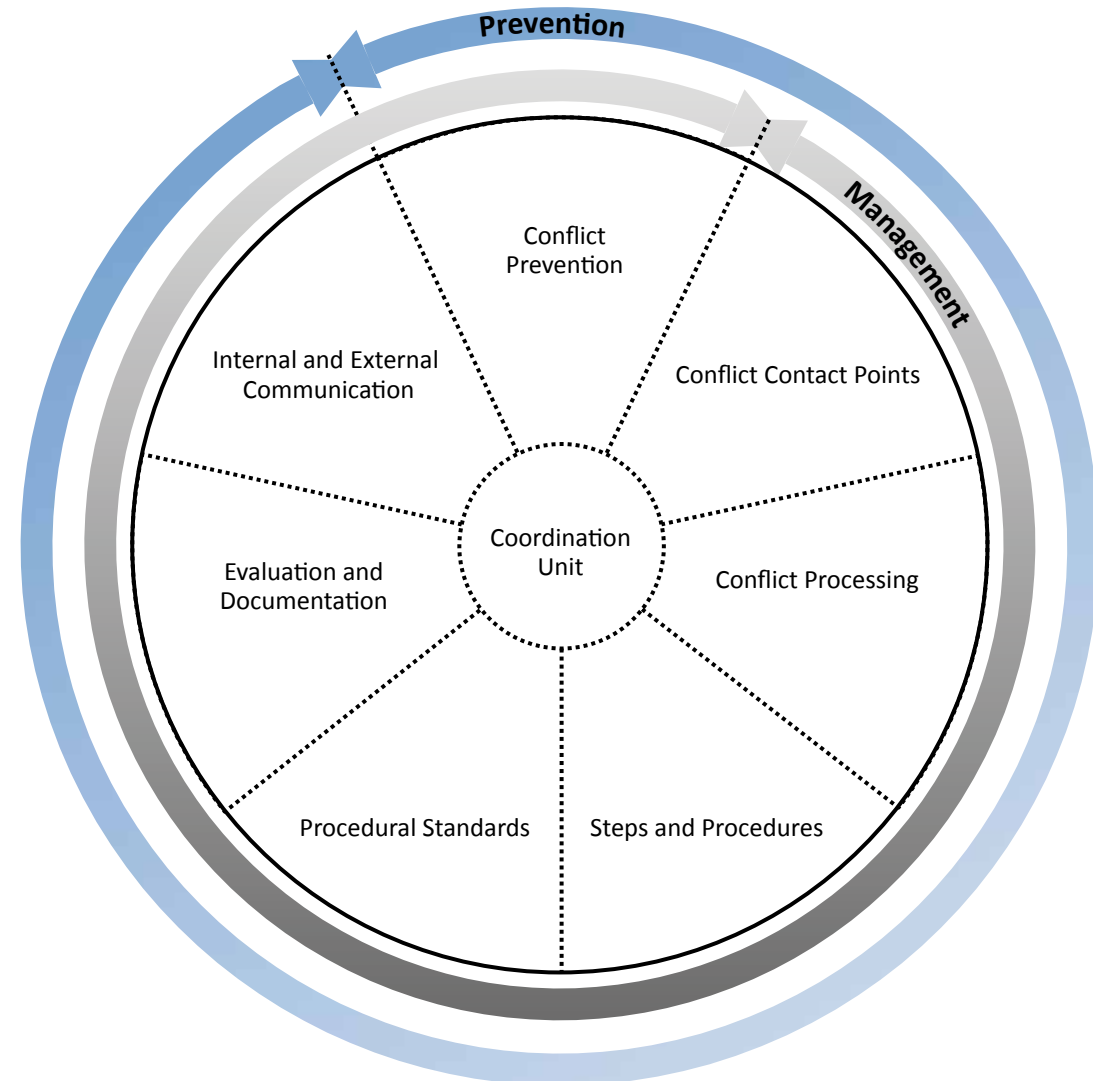 Prevention
Management
Conflict
Prevention
Internal and External
Communication
Conflict Contact Points
Coordination
Unit
Evaluation and
Documentation
Conflict Processing
Procedural Standards
Steps and Procedures